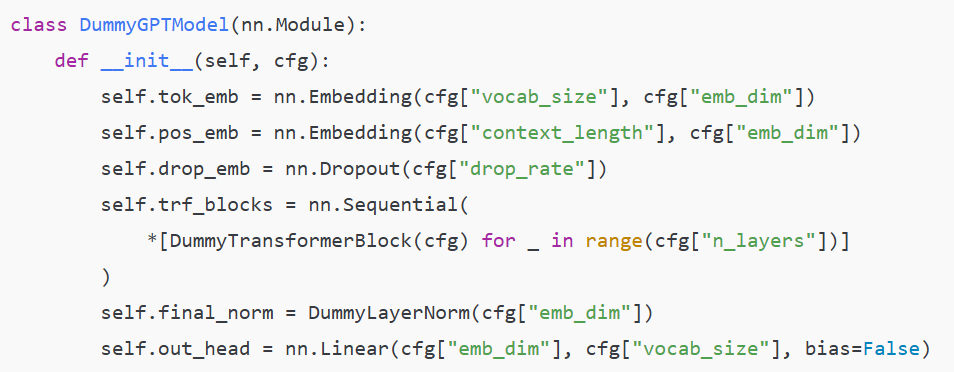 class DummyGPTModel(nn.Module):
    def __init__(self, cfg):
        self.tok_emb = nn.Embedding(cfg["vocab_size"], cfg["emb_dim"])
        self.pos_emb = nn.Embedding(cfg["context_length"], cfg["emb_dim"])
        self.drop_emb = nn.Dropout(cfg["drop_rate"])
        self.trf_blocks = nn.Sequential(
            *[DummyTransformerBlock(cfg) for _ in range(cfg["n_layers"])]
        )
        self.final_norm = DummyLayerNorm(cfg["emb_dim"])
        self.out_head = nn.Linear(cfg["emb_dim"], cfg["vocab_size"], bias=False)